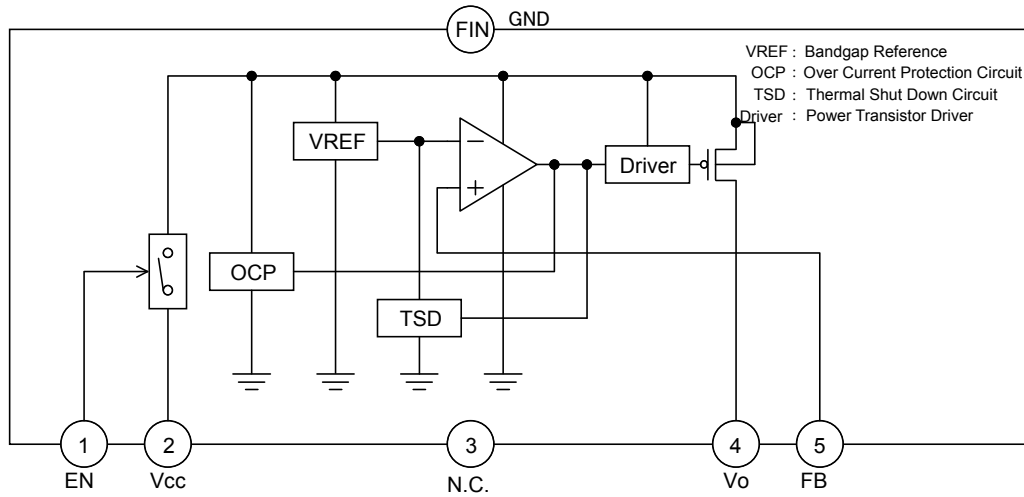 FIN GND
VREF : Bandgap Reference
OCP : Over Current Protection Circuit
TSD : Thermal Shut Down Circuit
Driver : Power Transistor Driver
VREF
−
+
Driver
OCP
TSD
1
2
3
4
5
EN
Vcc
N.C.
Vo
FB